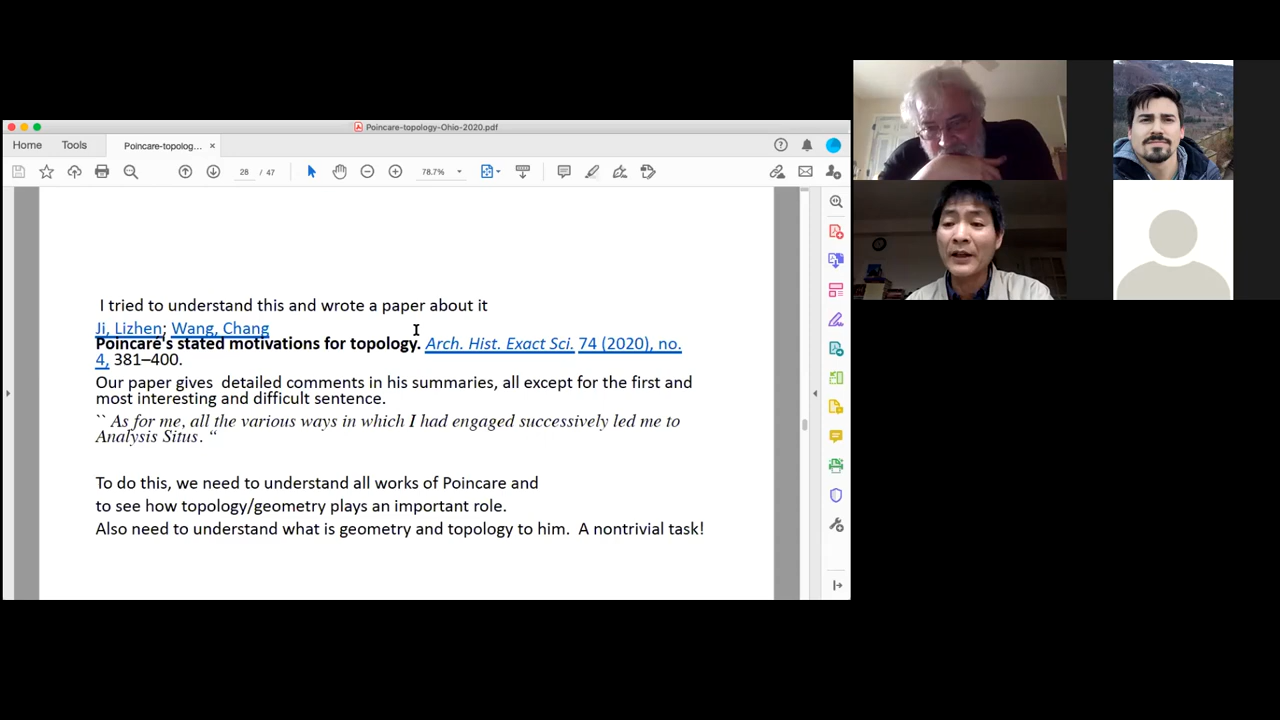 Poincare-topology-Ohio-2020.pdf
Home Tools Poincare-topolog... ×
28 / 47 78.7%
I tried to understand this and wrote a paper about it
Ji, Lizhen; Wang, Chang
Poincaré's stated motivations for topology. Arch. Hist. Exact Sci. 74 (2020), no.
4, 381–400.
Our paper gives detailed comments in his summaries, all except for the first and
most interesting and difficult sentence.
`` As for me, all the various ways in which I had engaged successively led me to
Analysis Situs. “
To do this, we need to understand all works of Poincare and
to see how topology/geometry plays an important role.
Also need to understand what is geometry and topology to him. A nontrivial task!